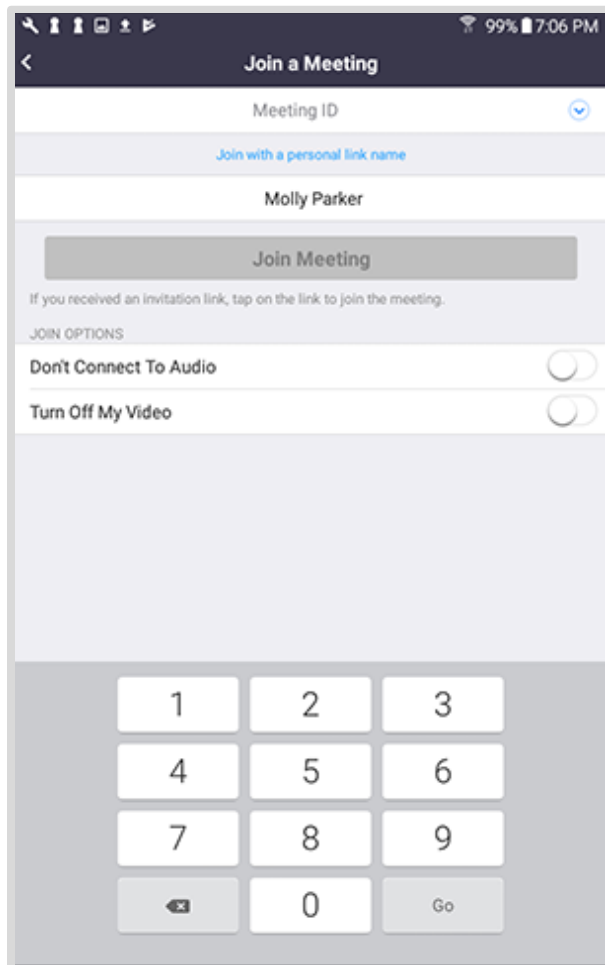 99% 7:06 PM
Join a Meeting
Meeting ID
Join with a personal link name
Molly Parker
Join Meeting
If you received an invitation link, tap on the link to join the meeting.
JOIN OPTIONS
Don't Connect To Audio
Turn Off My Video
1 2 3
4 5 6
7 8 9
0 Go